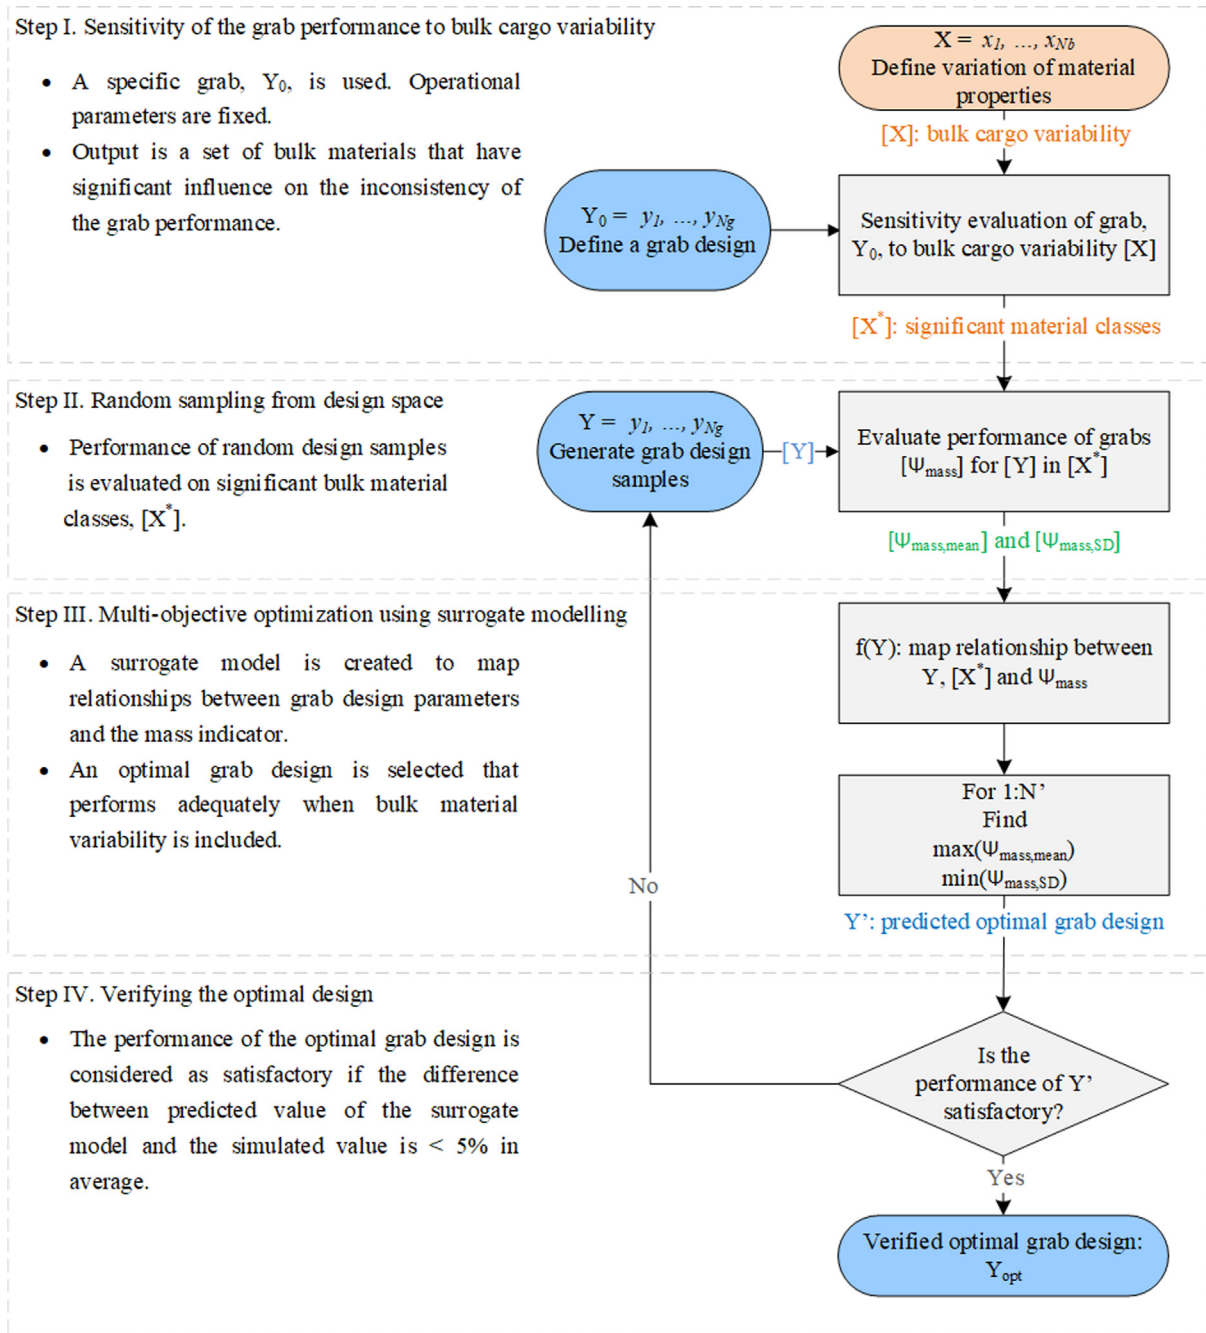 Step I. Sensitivity of the grab performance to bulk cargo variability
• A specific grab, Y₀, is used. Operational
parameters are fixed.
• Output is a set of bulk materials that have
significant influence on the inconsistency of
the grab performance.
X = x₁, ..., x_Nb
Define variation of material
properties
[X]: bulk cargo variability
Y₀ = y₁, ..., y_Ng
Define a grab design
Sensitivity evaluation of grab,
Y₀, to bulk cargo variability [X]
[X*]: significant material classes
Step II. Random sampling from design space
• Performance of random design samples
is evaluated on significant bulk material
classes, [X*].
Y = y₁, ..., y_Ng
Generate grab design
samples
[Y]
Evaluate performance of grabs
[Ψmass] for [Y] in [X*]
[Ψmass,mean] and [Ψmass,SD]
Step III. Multi-objective optimization using surrogate modelling
• A surrogate model is created to map
relationships between grab design parameters
and the mass indicator.
• An optimal grab design is selected that
performs adequately when bulk material
variability is included.
f(Y): map relationship between
Y, [X*] and Ψmass
For 1:N’
Find
max(Ψmass,mean)
min(Ψmass,SD)
No
Y’: predicted optimal grab design
Step IV. Verifying the optimal design
• The performance of the optimal grab design is
considered as satisfactory if the difference
between predicted value of the surrogate
model and the simulated value is < 5% in
average.
Is the
performance of Y’
satisfactory?
Yes
Verified optimal grab design:
Yopt